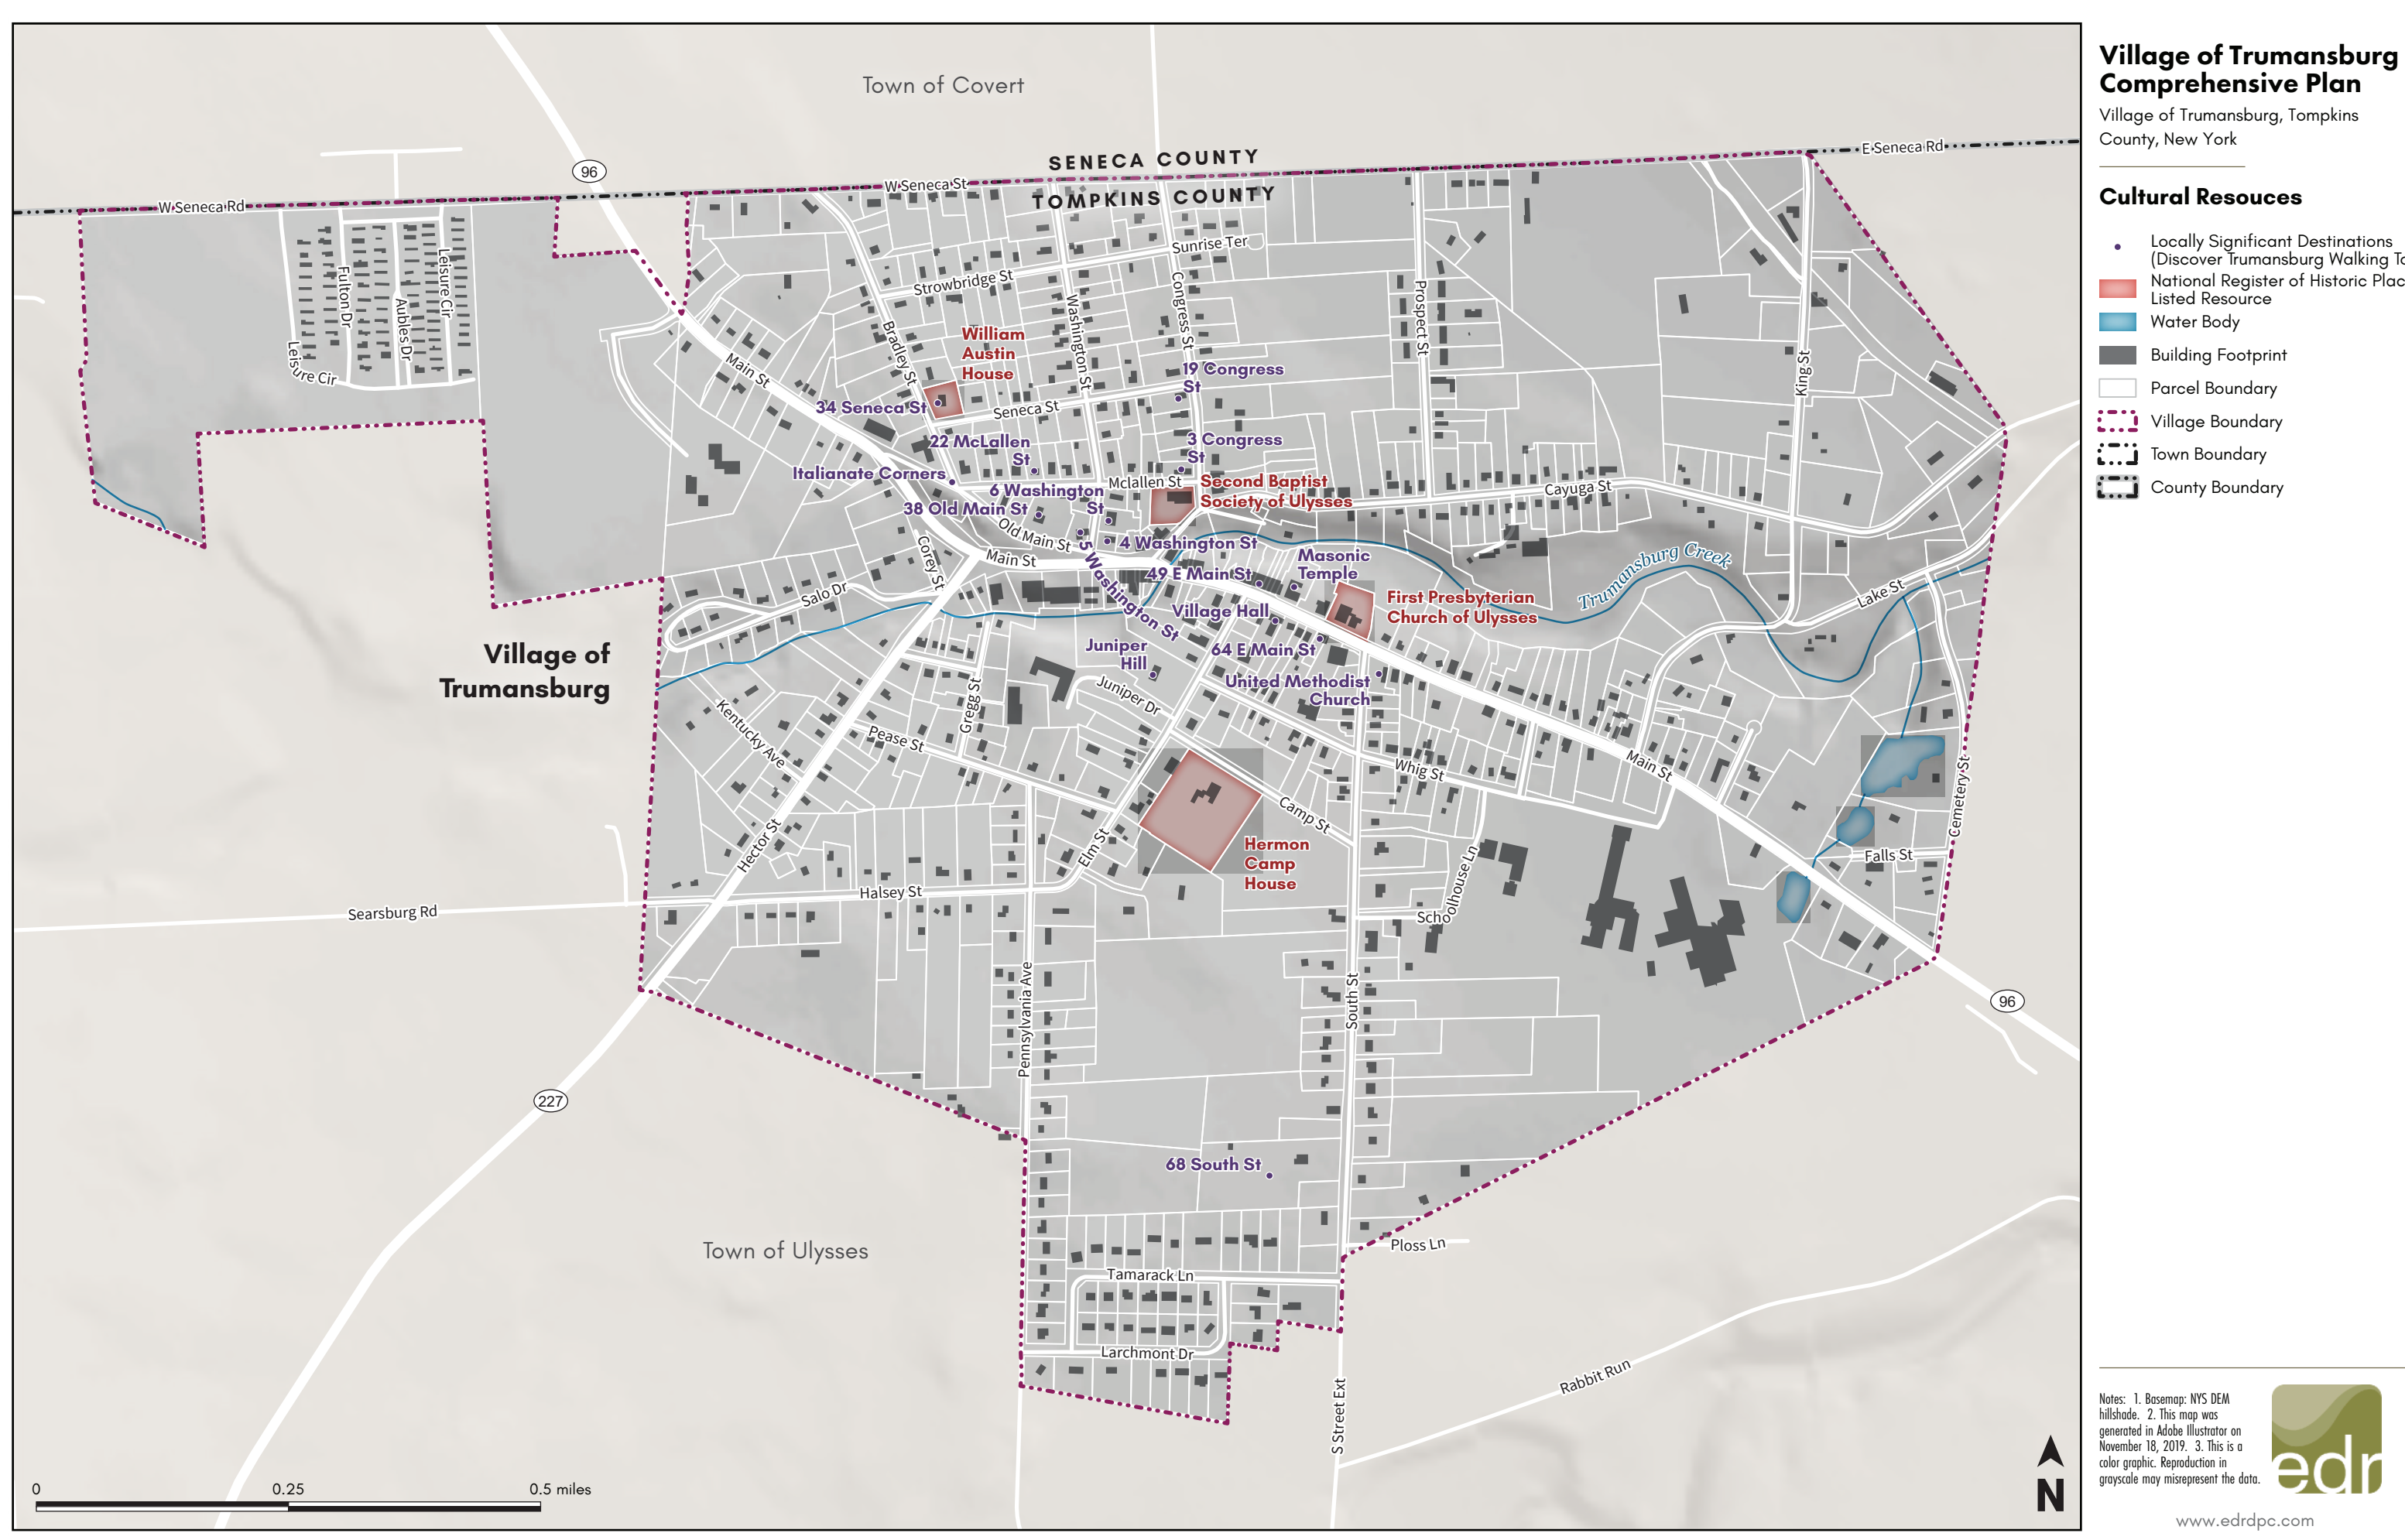 Town of Covert
SENECA COUNTY
TOMPKINS COUNTY
96
W Seneca Rd
W Seneca St
E Seneca Rd
Sunrise Ter
Strowbridge St
Fulton Dr
Aubles Dr
Leisure Cir
Leisure Cir
Bradley St
Washington St
Congress St
Prospect St
King St
Main St
William
Austin
House
19 Congress
St
34 Seneca St
Seneca St
22 McLallen
St
3 Congress
St
Italianate Corners
Mclallen St
Second Baptist
Society of Ulysses
6 Washington
St
38 Old Main St
Old Main St
Cayuga St
4 Washington St
5 Washington St
Corey St
Main St
Masonic
Temple
49 E Main St
Trumansburg Creek
Salo Dr
Village Hall
First Presbyterian
Church of Ulysses
Lake St
Village of
Trumansburg
Juniper
Hill
64 E Main St
United Methodist
Church
Juniper Dr
Gregg St
Kentucky Ave
Pease St
Whig St
Main St
Camp St
Cemetery St
Hector St
Elm St
Hermon
Camp
House
Falls St
Halsey St
Searsburg Rd
Schoolhouse Ln
Pennsylvania Ave
South St
96
227
68 South St
Town of Ulysses
Ploss Ln
Tamarack Ln
Larchmont Dr
S Street Ext
Rabbit Run
0 0.25 0.5 miles
N
Village of Trumansburg
Comprehensive Plan
Village of Trumansburg, Tompkins
County, New York
Cultural Resouces
Locally Significant Destinations
(Discover Trumansburg Walking
National Register of Historic
Listed Resource
Water Body
Building Footprint
Parcel Boundary
Village Boundary
Town Boundary
County Boundary
Notes: 1. Basemap: NYS DEM
hillshade. 2. This map was
generated in Adobe Illustrator on
November 18, 2019. 3. This is a
color graphic. Reproduction in
grayscale may misrepresent the data.
edr
www.edrdpc.com